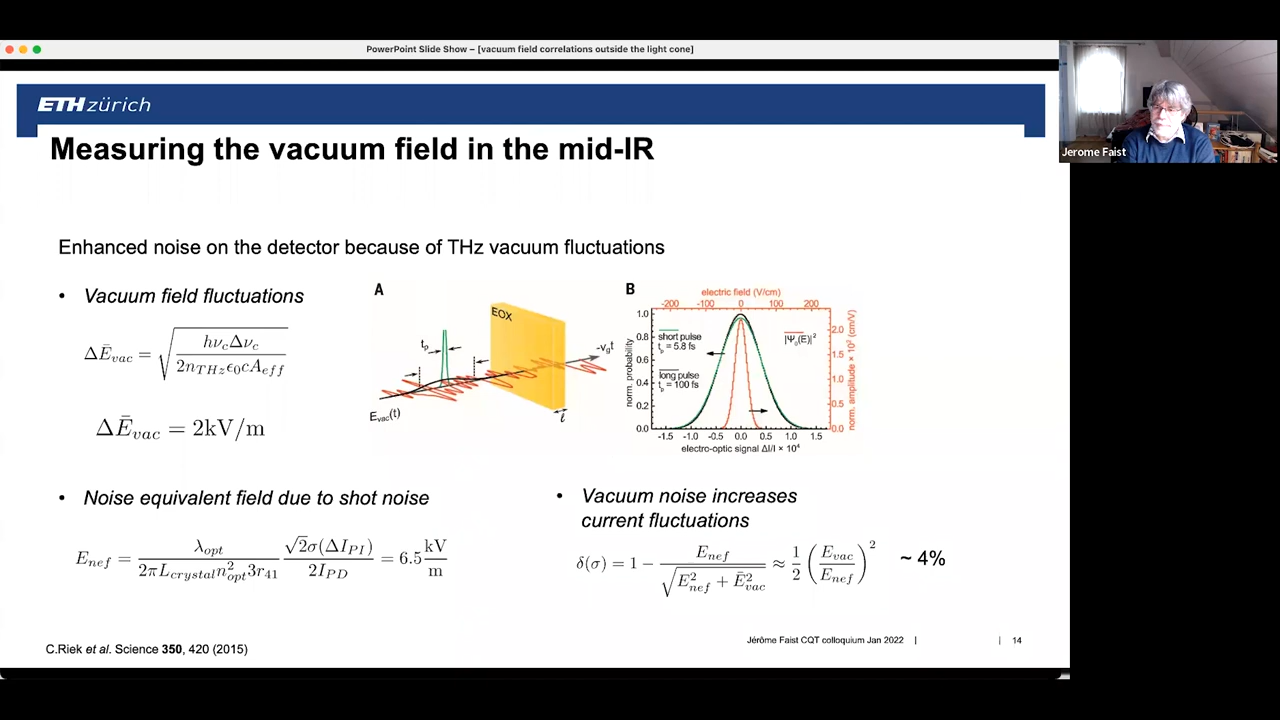 PowerPoint Slide Show – [vacuum field correlations outside the light cone]
ETH zürich
Measuring the vacuum field in the mid-IR
Enhanced noise on the detector because of THz vacuum fluctuations
• Vacuum field fluctuations
ΔĒ_vac = √(hν_cΔν_c / 2n_THz ϵ_0 c A_eff)
ΔĒ_vac = 2kV/m
A
EOX
t_p
-v_g t
E_vac(t)
ℓ
B
electric field (V/cm)
-200 -100 0 100 200
1.0
0.8
0.6
0.4
0.2
0.0
norm. probability
short pulse
t_p = 5.8 fs
long pulse
t_p = 100 fs
|Ψ_0(E)|²
2.0
1.5
1.0
0.5
0.0
norm. amplitude × 10² (cm/V)
-1.5 -1.0 -0.5 0.0 0.5 1.0 1.5
electro-optic signal ΔI/I × 10⁴
• Noise equivalent field due to shot noise
E_nef = λ_opt / (2πL_crystal n²_opt 3r_41) √2σ(ΔI_PI) / 2I_PD = 6.5 kV/m
• Vacuum noise increases
current fluctuations
δ(σ) = 1 − E_nef / √(E²_nef + Ē²_vac) ≈ 1/2 (E_vac / E_nef)² ~ 4%
C.Riek et al. Science 350, 420 (2015)
Jérôme Faist CQT colloquium Jan 2022 | | 14
Jerome Faist